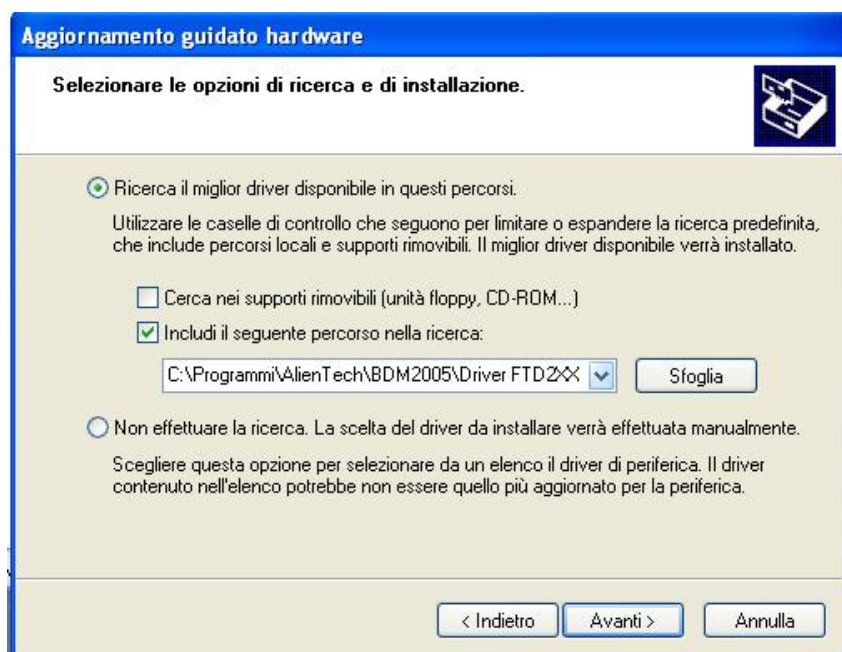 Aggiornamento guidato hardware
Selezionare le opzioni di ricerca e di installazione.
Ricerca il miglior driver disponibile in questi percorsi.
Utilizzare le caselle di controllo che seguono per limitare o espandere la ricerca predefinita,
che include percorsi locali e supporti rimovibili. Il miglior driver disponibile verrà installato.
Cerca nei supporti rimovibili (unità floppy, CD-ROM...)
Includi il seguente percorso nella ricerca:
C:\Programmi\AlienTech\BDM2005\Driver FTD2XX
Sfoglia
Non effettuare la ricerca. La scelta del driver da installare verrà effettuata manualmente.
Scegliere questa opzione per selezionare da un elenco il driver di periferica. Il driver
contenuto nell'elenco potrebbe non essere quello più aggiornato per la periferica.
< Indietro
Avanti >
Annulla